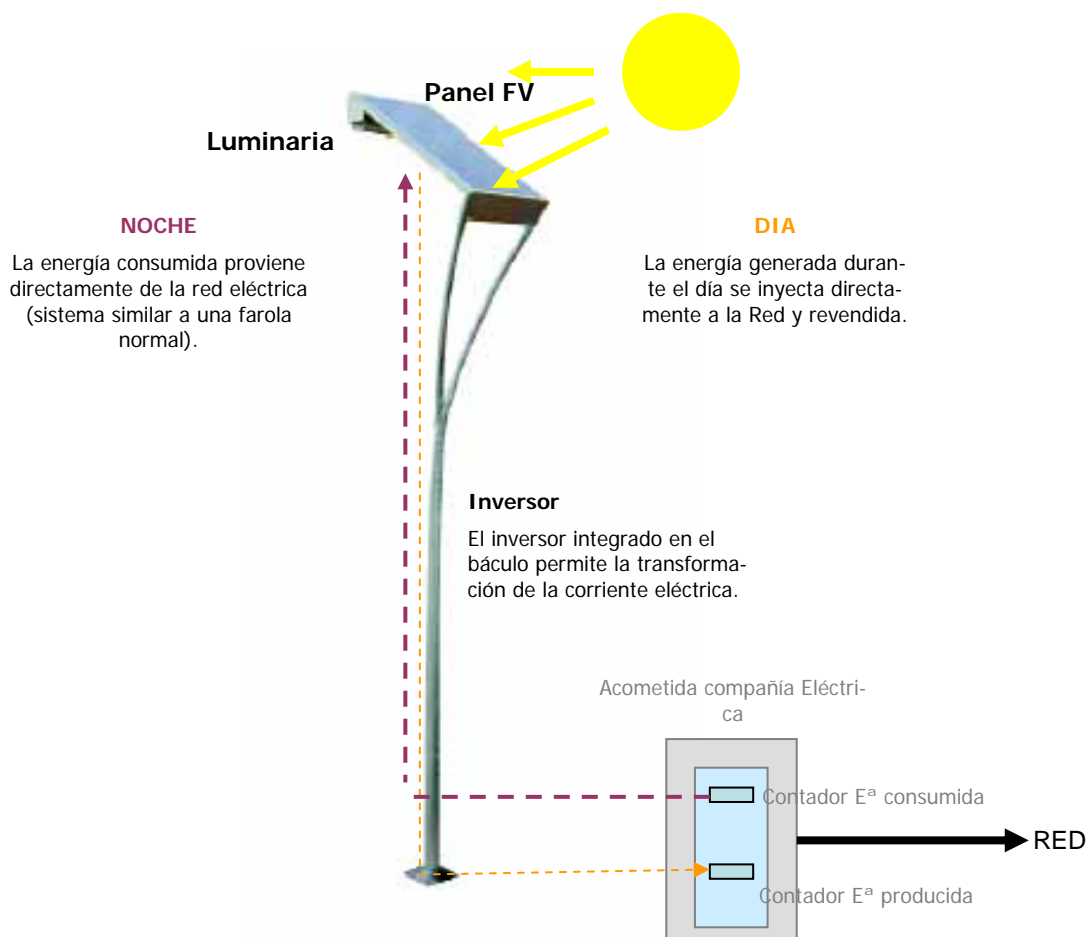 Panel FV
Luminaria
NOCHE
La energía consumida proviene
directamente de la red eléctrica
(sistema similar a una farola
normal).
DIA
La energía generada duran-
te el día se inyecta directa-
mente a la Red y revendida.
Inversor
El inversor integrado en el
báculo permite la transforma-
ción de la corriente eléctrica.
Acometida compañía Eléctri-
ca
Contador Eª consumida
RED
Contador Eª producida